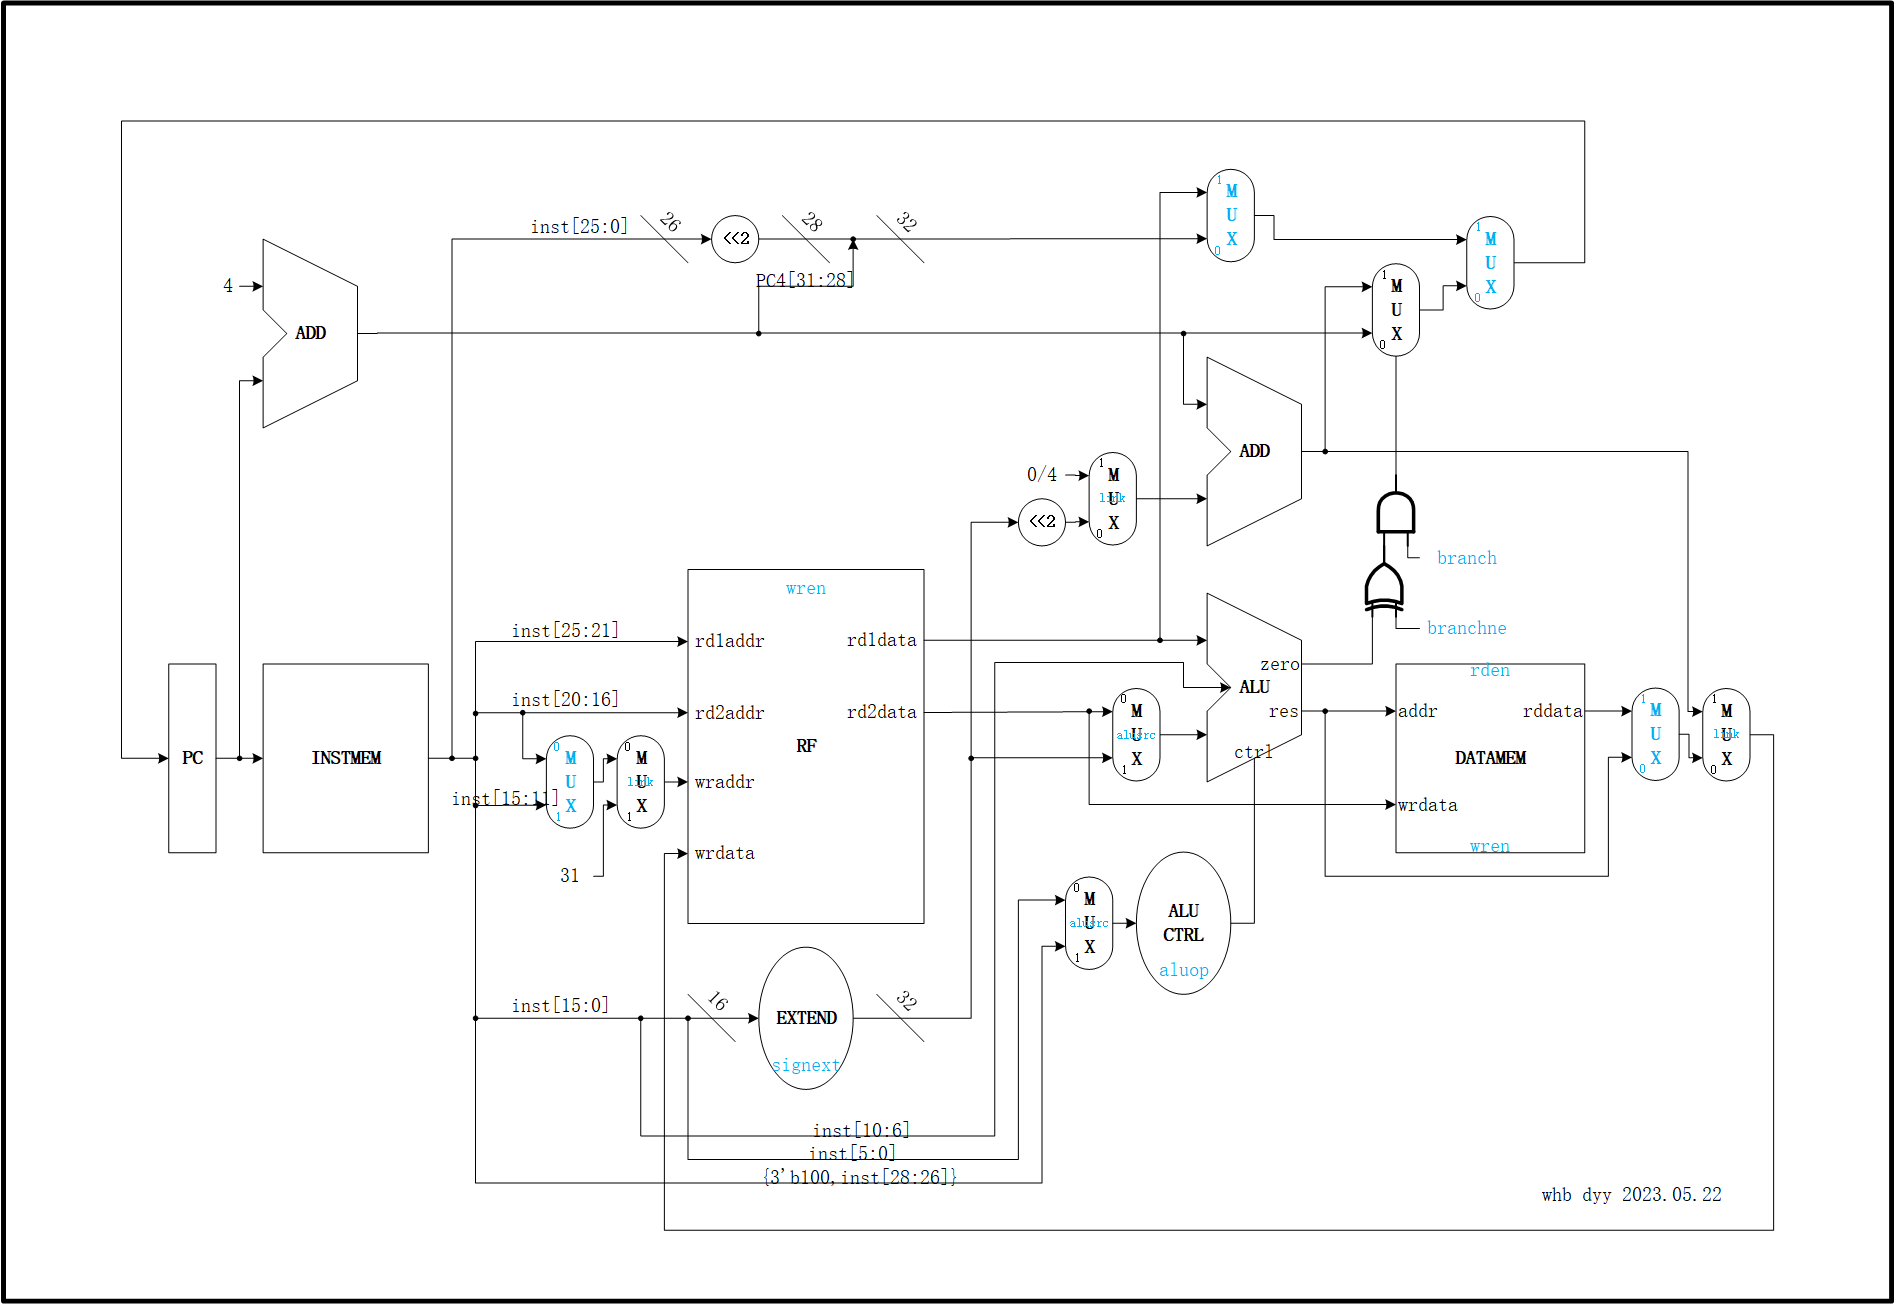 1
M
U
X
0
inst[25:0]
26
<<2
28
32
1
M
U
X
0
PC4[31:28]
4
ADD
1
M
U
X
0
ADD
0/4
1
M
U
link
X
0
<<2
branch
branchne
wren
inst[25:21]
rd1addr
rd1data
zero
rden
ALU
inst[20:16]
rd2addr
rd2data
0
M
U
alusrc
X
1
res
addr
rddata
1
M
U
X
0
1
M
U
link
X
0
RF
ctrl
PC
INSTMEM
0
M
U
X
1
0
M
U
link
X
1
wraddr
DATAMEM
inst[15:11]
wrdata
wren
wrdata
31
0
M
U
alusrc
X
1
ALU
CTRL
aluop
inst[15:0]
16
EXTEND
signext
32
inst[10:6]
inst[5:0]
{3'b100,inst[28:26]}
whb dyy 2023.05.22